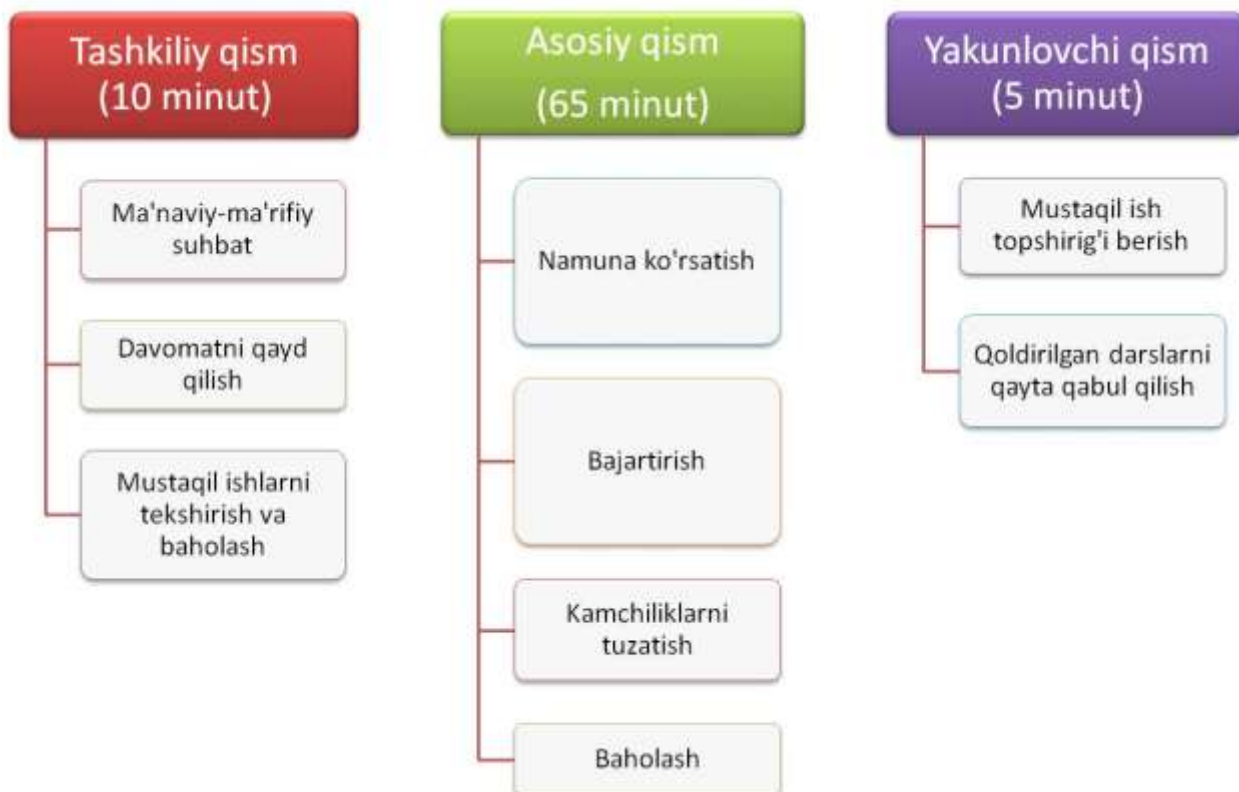 Tashkiliy qism
(10 minut)
Ma'naviy-ma'rifiy
suhbat
Davomatni qayd
qilish
Mustaqil ishlarni
tekshirish va
baholash
Asosiy qism
(65 minut)
Namuna ko'rsatish
Bajartirish
Kamchiliklarni
tuzatish
Baholash
Yakunlovchi qism
(5 minut)
Mustaqil ish
topshirig'i berish
Qoldirilgan darslarni
qayta qabul qilish